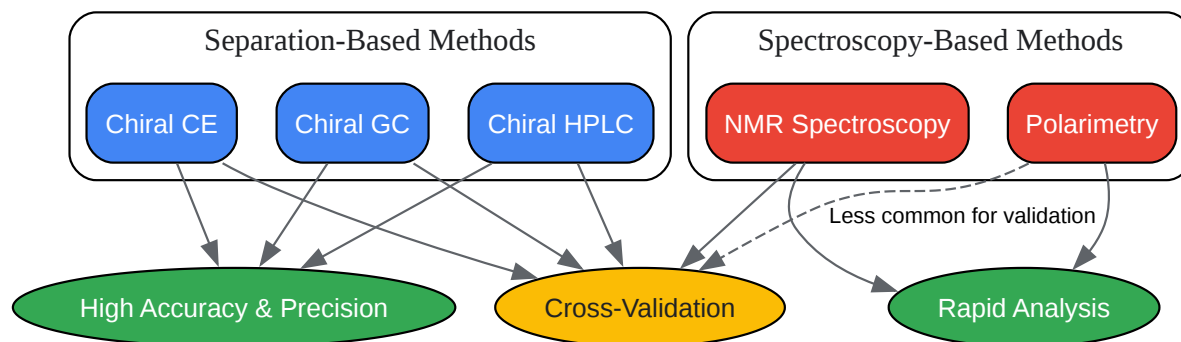 Separation-Based Methods
Spectroscopy-Based Methods
Chiral CE
Chiral GC
Chiral HPLC
NMR Spectroscopy
Polarimetry
Less common for validation
High Accuracy & Precision
Cross-Validation
Rapid Analysis